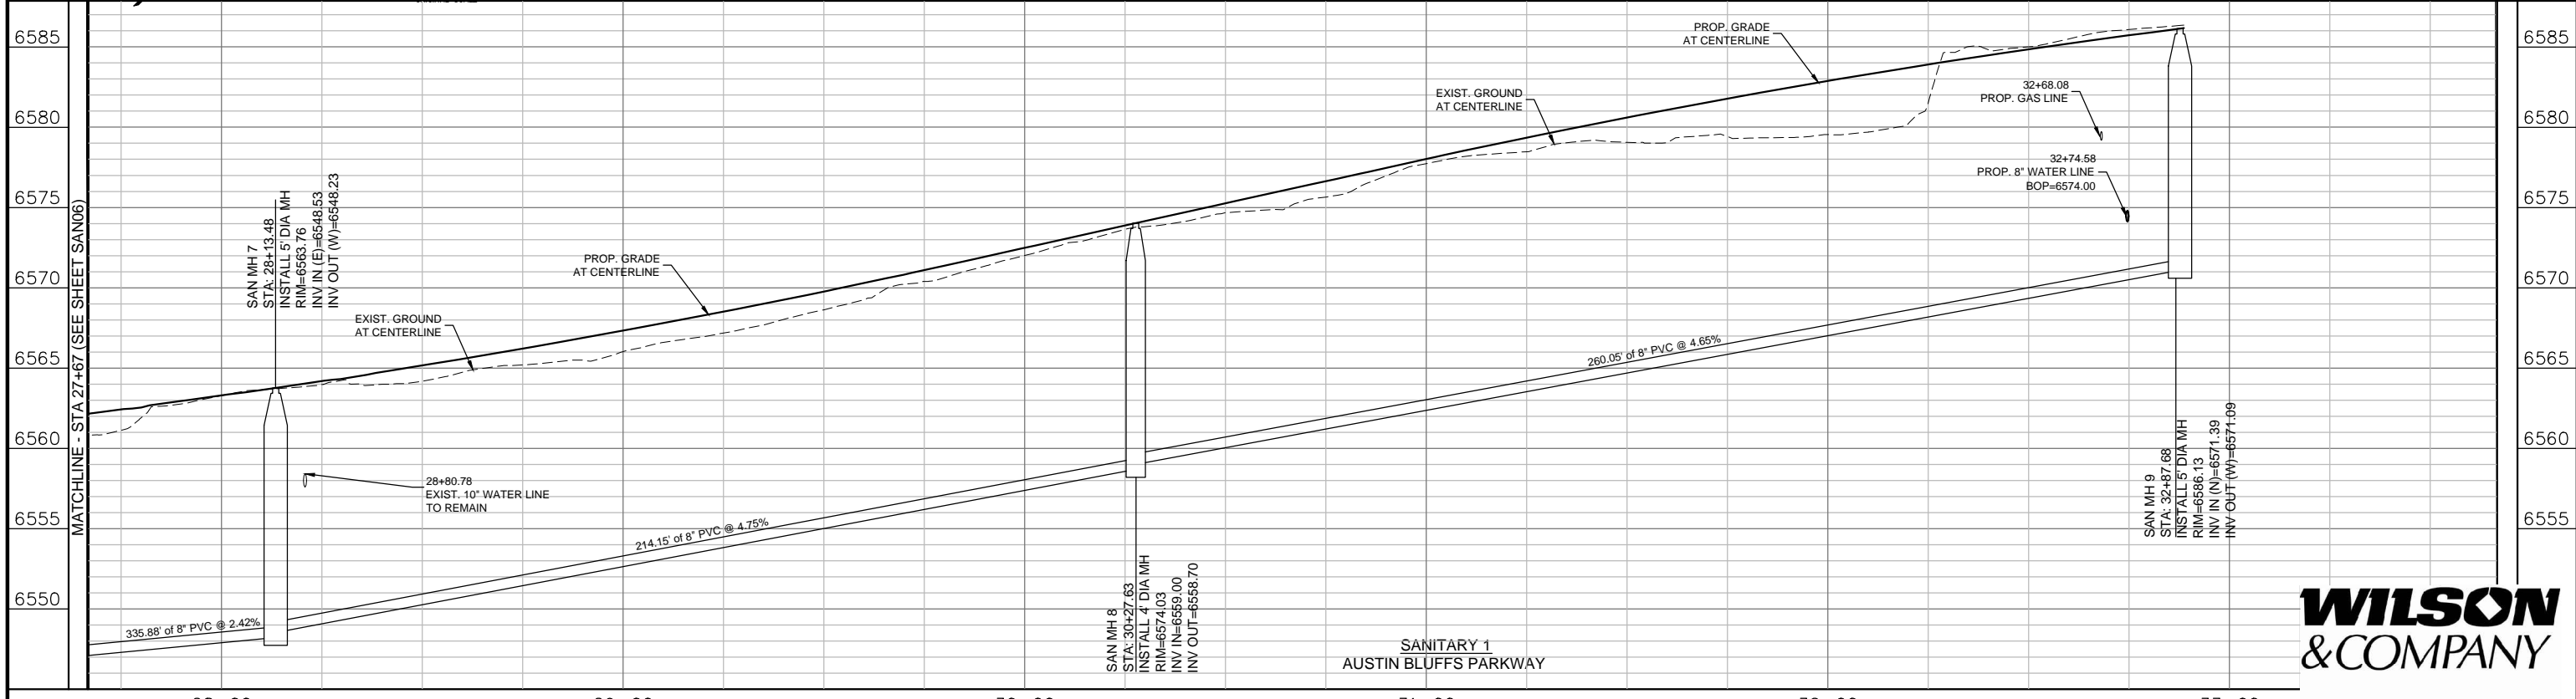 6585
6580
6575
6570
6565
6560
6555
6550
MATCHLINE - STA 27+67 (SEE SHEET SAN06)
SAN MH 7
STA: 28+13.48
INSTALL 5' DIA MH
RIM=6563.76
INV IN (E)=6548.53
INV OUT (W)=6548.23
EXIST. GROUND
AT CENTERLINE
PROP. GRADE
AT CENTERLINE
28+80.78
EXIST. 10" WATER LINE
TO REMAIN
335.88' of 8" PVC @ 2.42%
214.15' of 8" PVC @ 4.75%
SAN MH 8
STA: 30+27.63
INSTALL 4' DIA MH
RIM=6574.03
INV IN=6559.00
INV OUT=6558.70
EXIST. GROUND
AT CENTERLINE
PROP. GRADE
AT CENTERLINE
260.05' of 8" PVC @ 4.65%
SANITARY 1
AUSTIN BLUFFS PARKWAY
32+68.08
PROP. GAS LINE
32+74.58
PROP. 8" WATER LINE
BOP=6574.00
SAN MH 9
STA: 32+87.68
INSTALL 5' DIA MH
RIM=6586.13
INV IN (N)=6571.39
INV OUT (W)=6571.09
6585
6580
6575
6570
6565
6560
6555
WILSON
&COMPANY